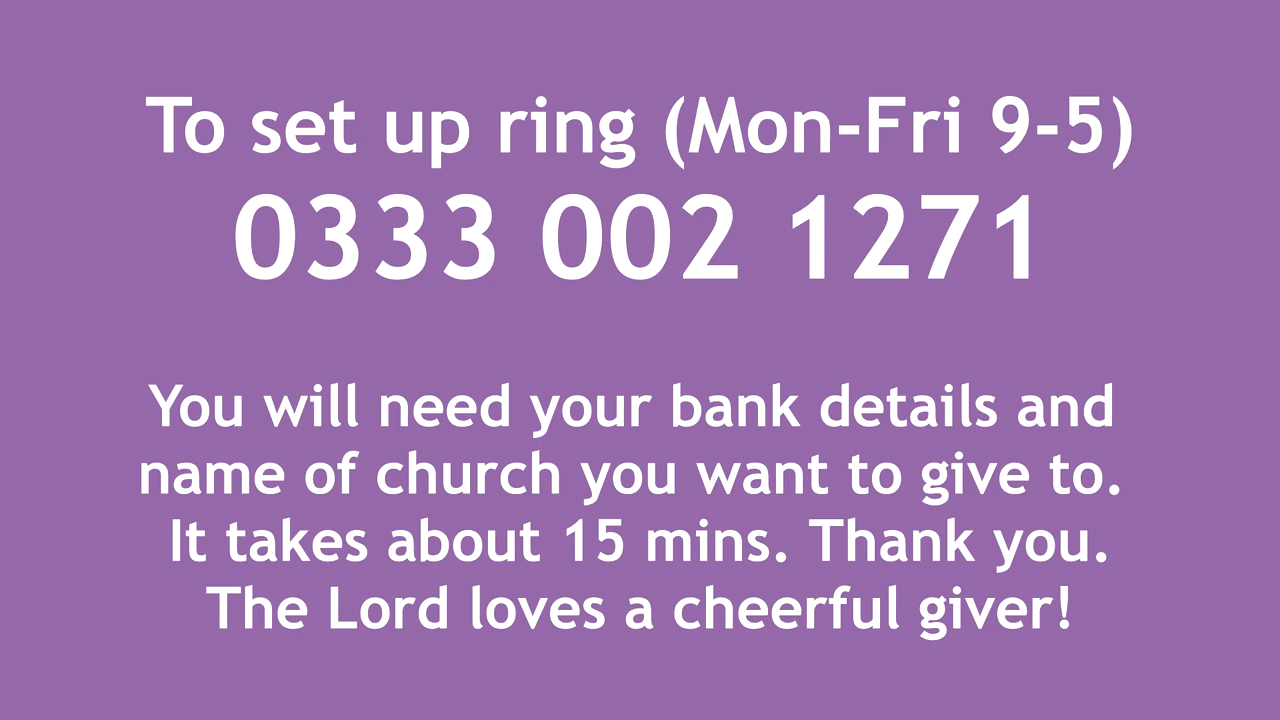 To set up ring (Mon-Fri 9-5)
0333 002 1271
You will need your bank details and
name of church you want to give to.
It takes about 15 mins. Thank you.
The Lord loves a cheerful giver!